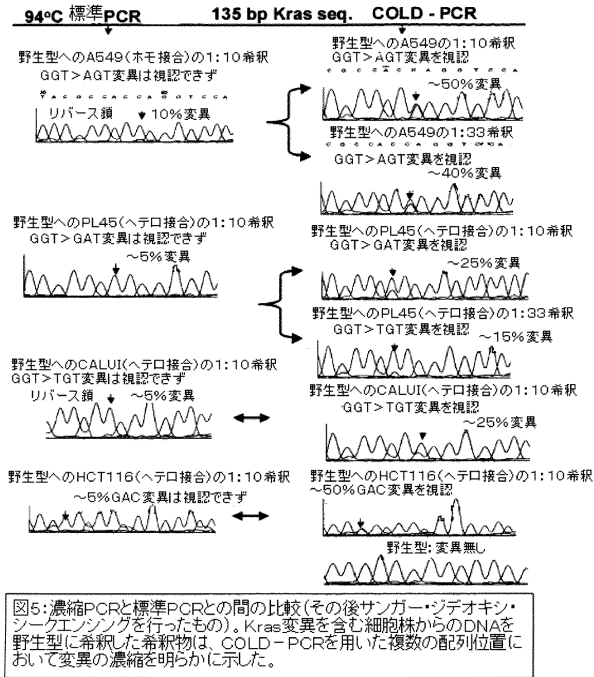 94℃ 標準PCR 135 bp Kras seq. COLD - PCR
野生型へのA549(ホモ接合)の1:10希釈
GGT>AGT変異は視認できず
リバース鎖 10%変異
野生型へのPL45(ヘテロ接合)の1:10希釈
GGT>GAT変異は視認できず
~5%変異
野生型へのCALUI(ヘテロ接合)の1:10希釈
GGT>TGT変異は視認できず
リバース鎖 ~5%変異
野生型へのHCT116(ヘテロ接合)の1:10希釈
~5%GAC変異は視認できず
野生型へのA549の1:10希釈
GGT>AGT変異を視認
~50%変異
野生型へのA549の1:33希釈
GGT>AGT変異を視認
~40%変異
野生型へのPL45(ヘテロ接合)の1:10希釈
GGT>GAT変異を視認
~25%変異
野生型へのPL45(ヘテロ接合)の1:33希釈
GGT>TGT変異を視認
~15%変異
野生型へのCALUI(ヘテロ接合)の1:10希釈
GGT>TGT変異を視認
~25%変異
野生型へのHCT116(ヘテロ接合)の1:10希釈
~50%GAC変異を視認
野生型:変異無し
図5:濃縮PCRと標準PCRとの間の比較(その後サンガー・ジデオキシ・
シークエンシングを行ったもの)。Kras変異を含む細胞株からのDNAを
野生型に希釈した希釈物は、COLD-PCRを用いた複数の配列位置に
おいて変異の濃縮を明らかに示した。